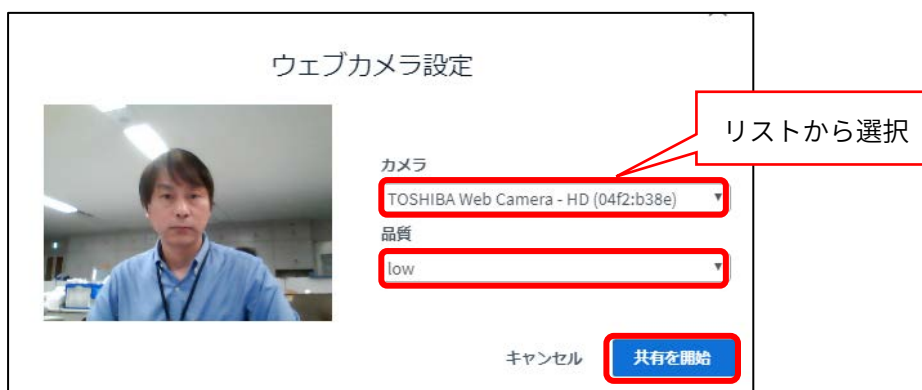 ウェブカメラ設定
リストから選択
カメラ
TOSHIBA Web Camera - HD (04f2:b38e)
品質
low
キャンセル
共有を開始